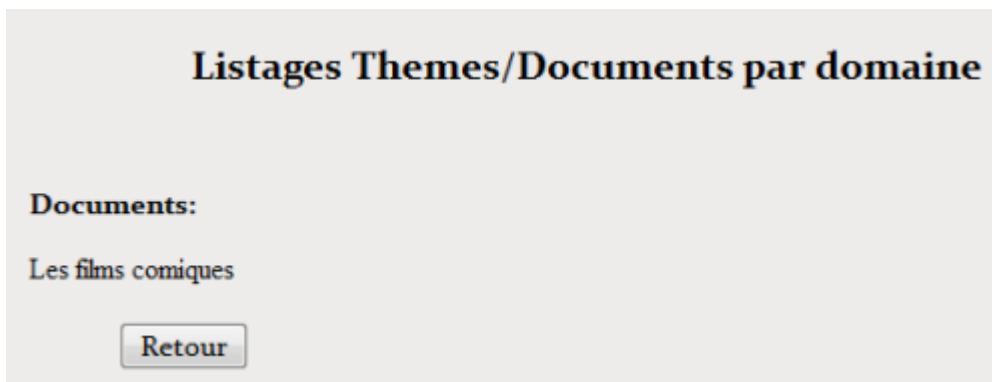 Listages Themes/Documents par domaine
Documents:
Les films comiques
Retour